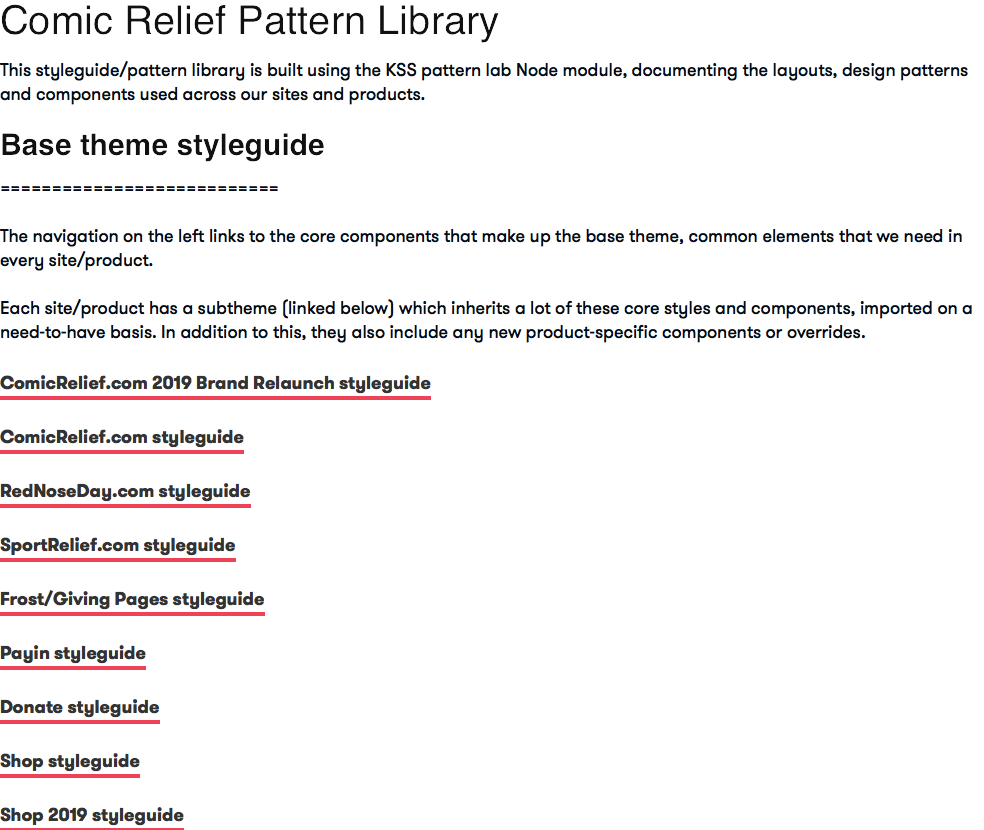 Comic Relief Pattern Library
This styleguide/pattern library is built using the KSS pattern lab Node module, documenting the layouts, design patterns
and components used across our sites and products.
Base theme styleguide
===========================
The navigation on the left links to the core components that make up the base theme, common elements that we need in
every site/product.
Each site/product has a subtheme (linked below) which inherits a lot of these core styles and components, imported on a
need-to-have basis. In addition to this, they also include any new product-specific components or overrides.
ComicRelief.com 2019 Brand Relaunch styleguide
ComicRelief.com styleguide
RedNoseDay.com styleguide
SportRelief.com styleguide
Frost/Giving Pages styleguide
Payin styleguide
Donate styleguide
Shop styleguide
Shop 2019 styleguide